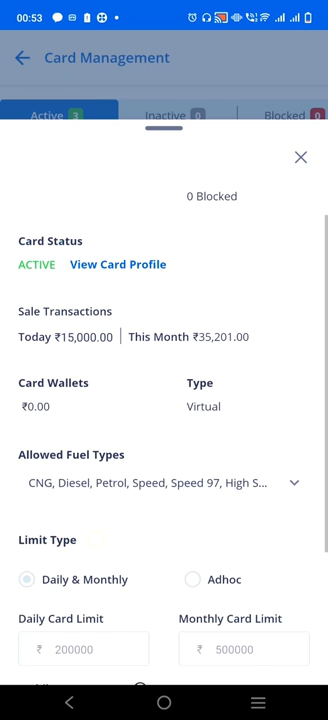 00:53
Card Management
Active 3 Inactive 0 Blocked 0
0 Blocked
Card Status
ACTIVE View Card Profile
Sale Transactions
Today ₹15,000.00 This Month ₹35,201.00
Card Wallets Type
₹0.00 Virtual
Allowed Fuel Types
CNG, Diesel, Petrol, Speed, Speed 97, High S...
Limit Type
Daily & Monthly Adhoc
Daily Card Limit Monthly Card Limit
₹ 200000 ₹ 500000